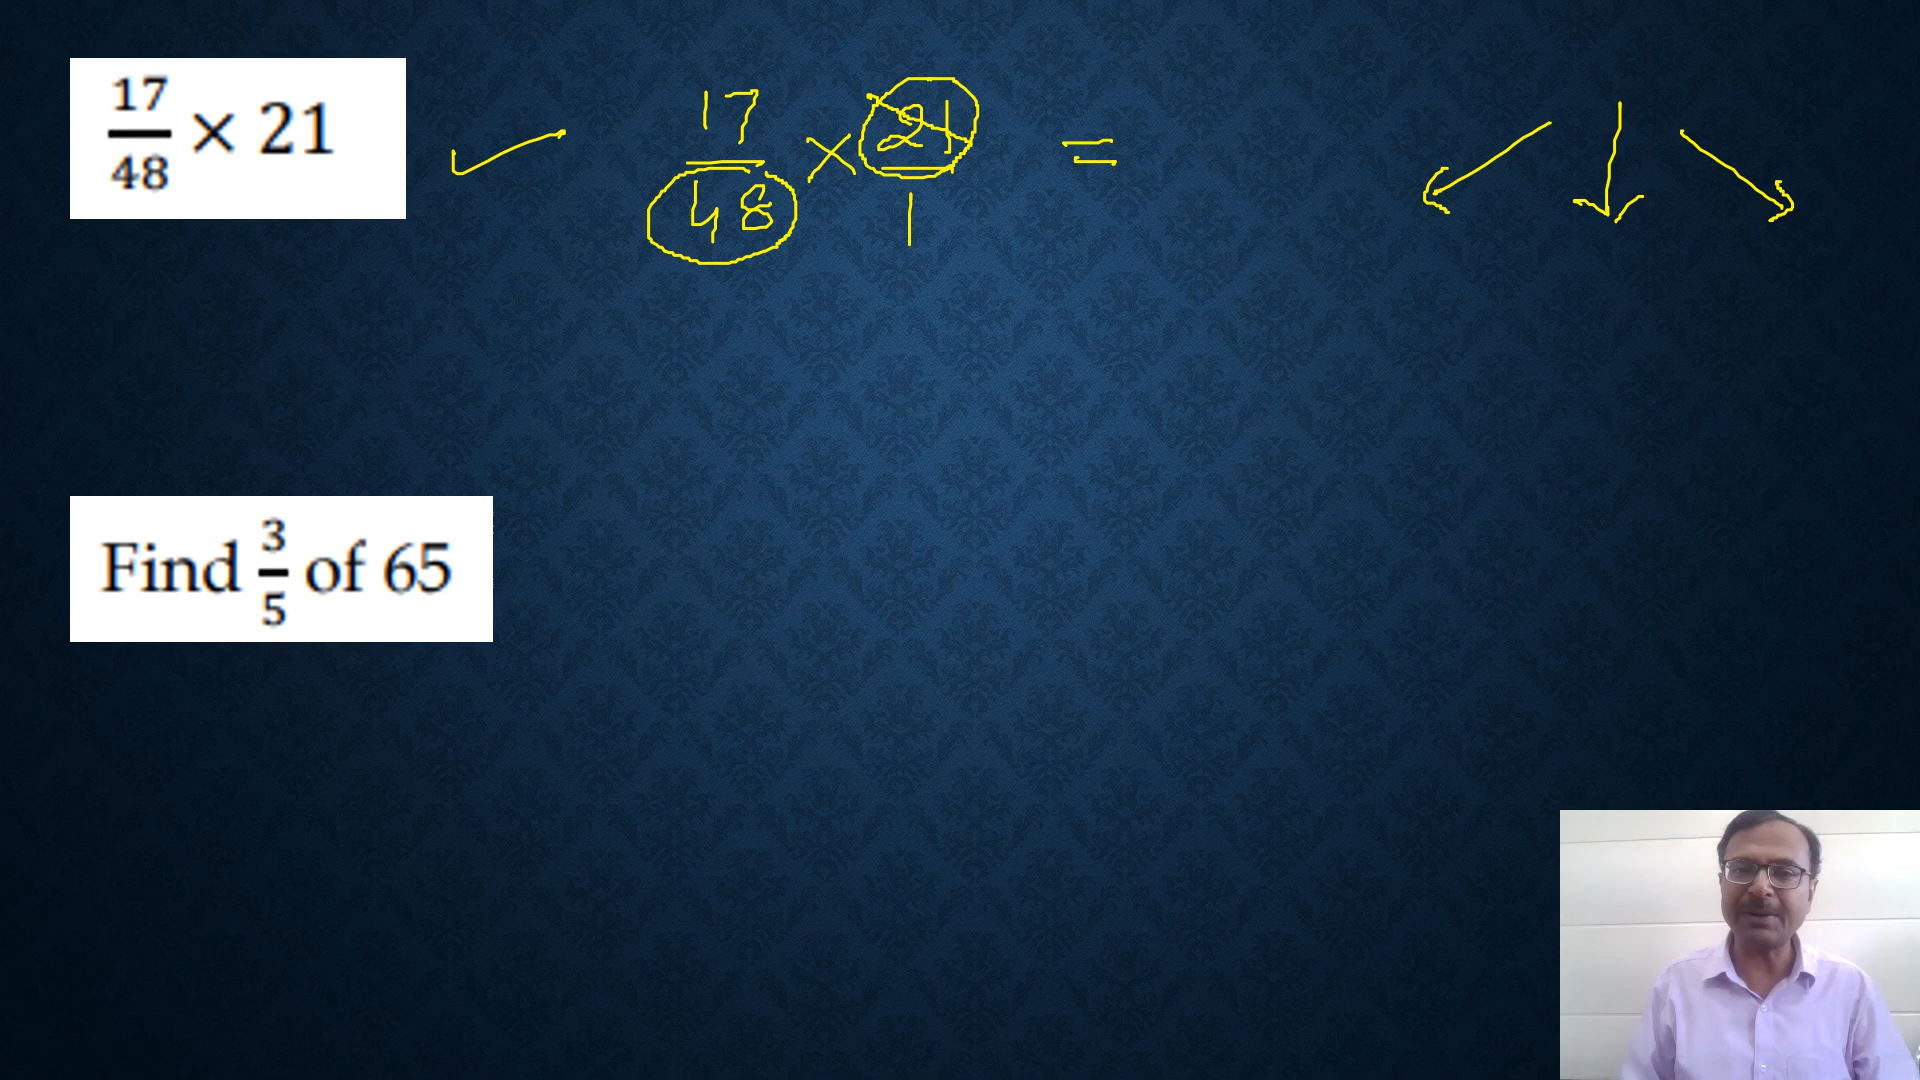 17/48 × 21
17/48 × 21/1 =
Find 3/5 of 65